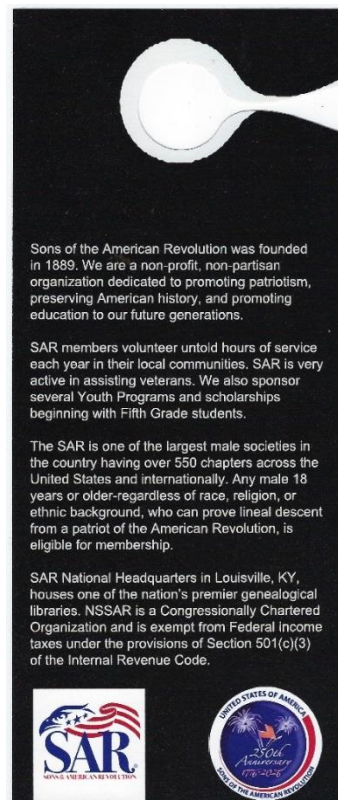 Sons of the American Revolution was founded
in 1889. We are a non-profit, non-partisan
organization dedicated to promoting patriotism,
preserving American history, and promoting
education to our future generations.
SAR members volunteer untold hours of service
each year in their local communities. SAR is very
active in assisting veterans. We also sponsor
several Youth Programs and scholarships
beginning with Fifth Grade students.
The SAR is one of the largest male societies in
the country having over 550 chapters across the
United States and internationally. Any male 18
years or older-regardless of race, religion, or
ethnic background, who can prove lineal descent
from a patriot of the American Revolution, is
eligible for membership.
SAR National Headquarters in Louisville, KY,
houses one of the nation's premier genealogical
libraries. NSSAR is a Congressionally Chartered
Organization and is exempt from Federal income
taxes under the provisions of Section 501(c)(3)
of the Internal Revenue Code.
SAR®
SONS of the AMERICAN REVOLUTION
UNITED STATES OF AMERICA
250th
Anniversary
1776-2026
SONS OF THE AMERICAN REVOLUTION